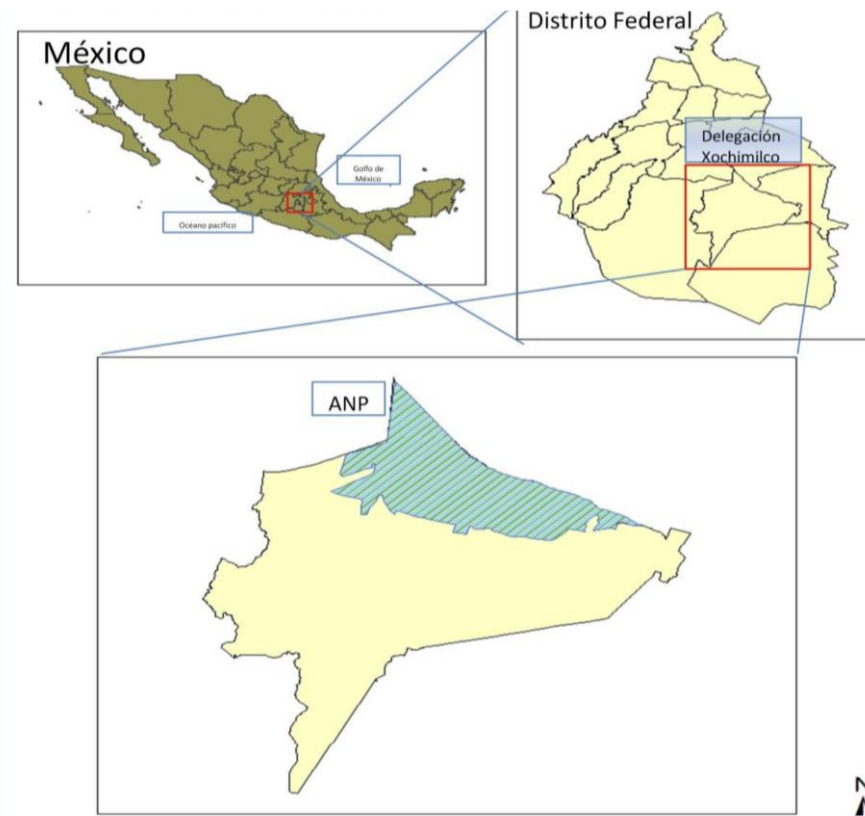 México
Distrito Federal
Delegación
Xochimilco
Golfo de
México
Océano pacífico
ANP
N